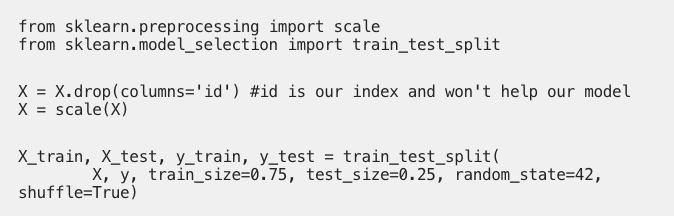 from sklearn.preprocessing import scale
from sklearn.model_selection import train_test_split
X = X.drop(columns='id') #id is our index and won't help our model
X = scale(X)
X_train, X_test, y_train, y_test = train_test_split(
        X, y, train_size=0.75, test_size=0.25, random_state=42,
shuffle=True)